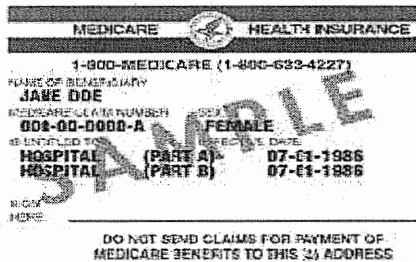 MEDICARE HEALTH INSURANCE
1-800-MEDICARE (1-800-633-4227)
NAME OF BENEFICIARY
JANE DOE
MEDICARE CLAIM NUMBER SEX
000-00-0000-A FEMALE
IS ENTITLED TO EFFECTIVE DATE
HOSPITAL (PART A) 07-01-1986
HOSPITAL (PART B) 07-01-1986
SIGN
HERE
SAMPLE
DO NOT SEND CLAIMS FOR PAYMENT OF
MEDICARE BENEFITS TO THIS ADDRESS